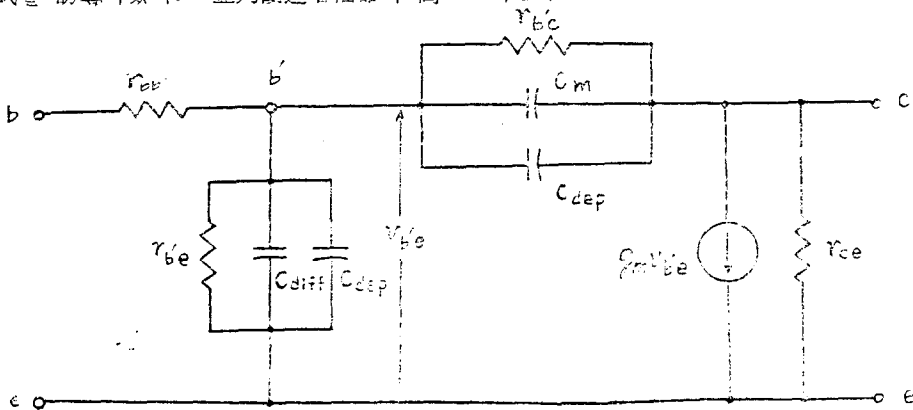 r_b'c
r_bb'
b'
C_m
b
C
C_dep
r_b'e
C_diff
C_dep
v_b'e
g_m v_b'e
r_ce
e
e